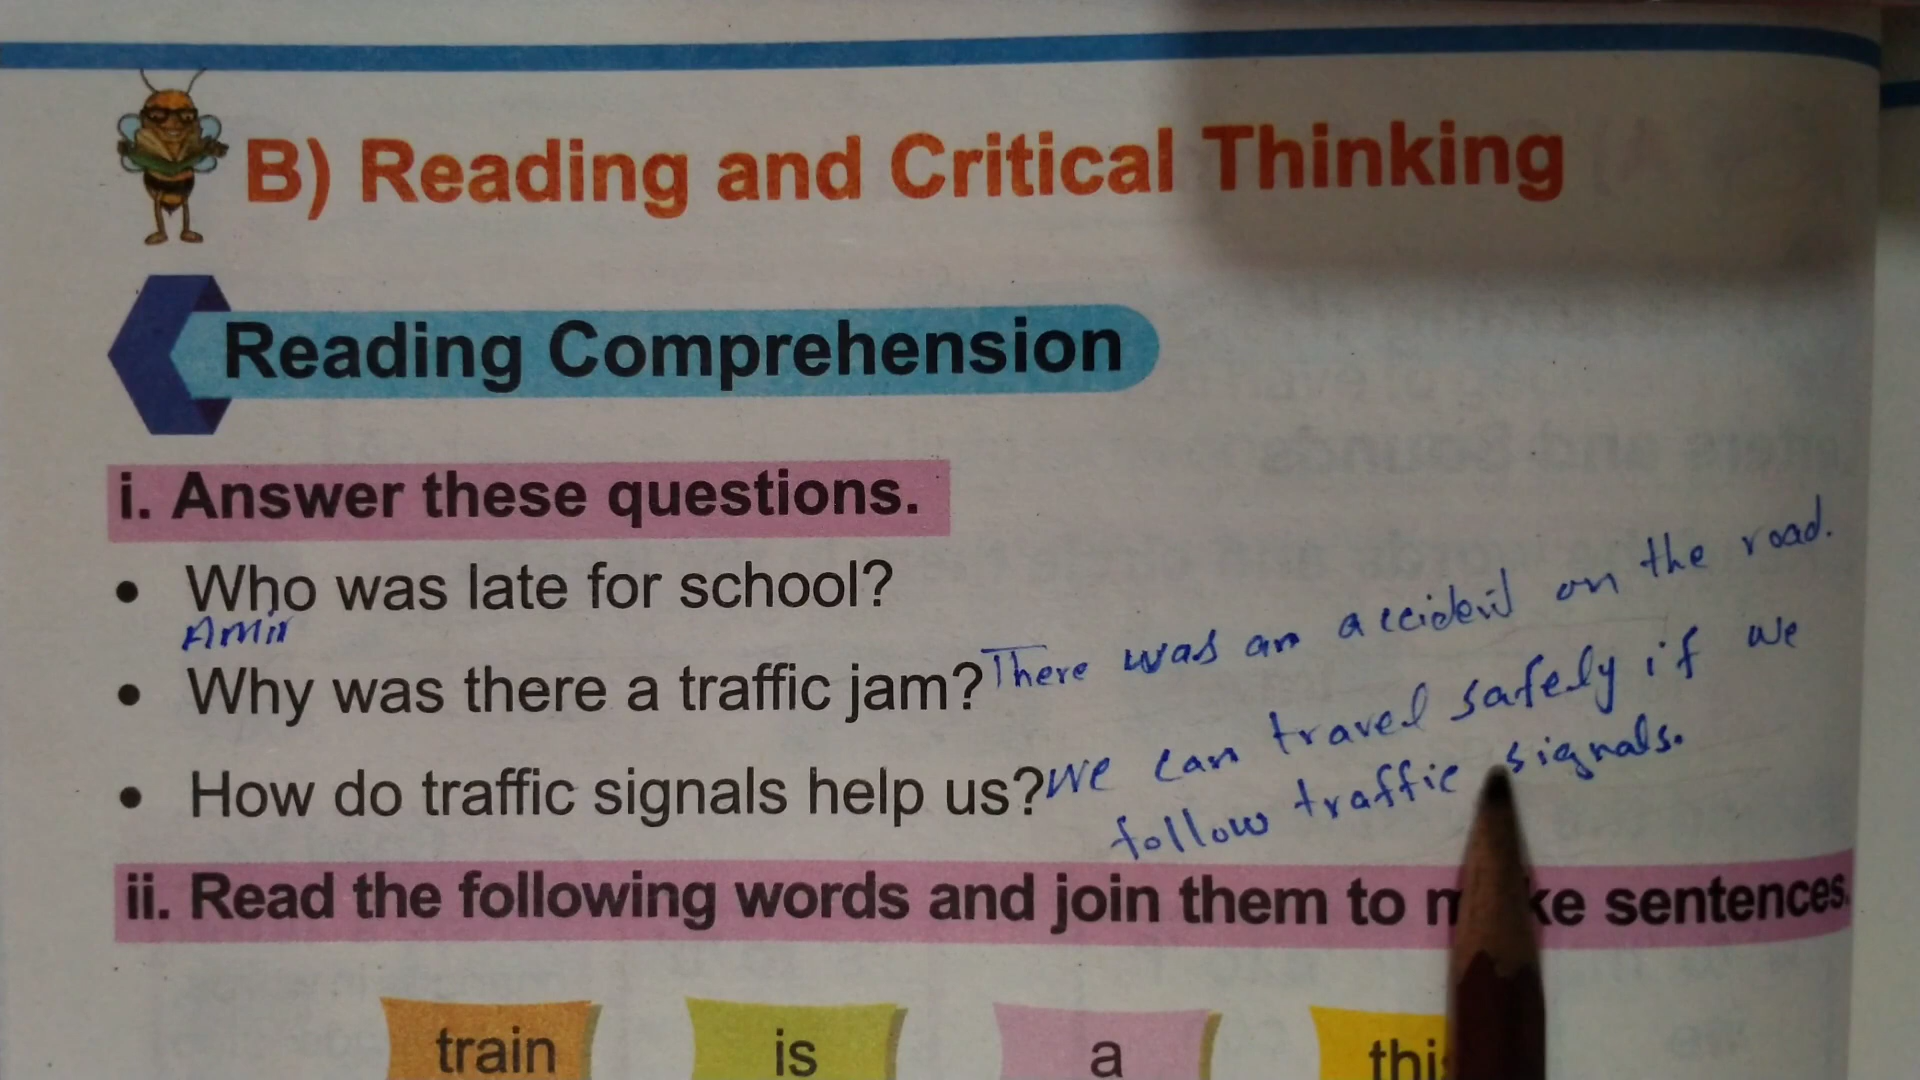 B) Reading and Critical Thinking
Reading Comprehension
i. Answer these questions.
• Who was late for school?
Amir
• Why was there a traffic jam? There was an accident on the road.
• How do traffic signals help us? We can travel safely if we
follow traffic signals.
ii. Read the following words and join them to make sentences.
train is a this